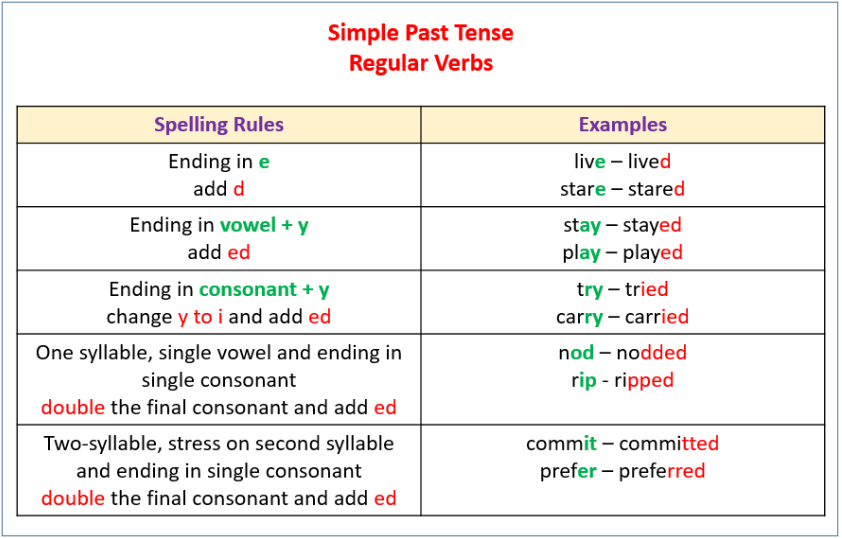 Simple Past Tense
Regular Verbs
Spelling Rules
Examples
Ending in e
add d
live – lived
stare – stared
Ending in vowel + y
add ed
stay – stayed
play – played
Ending in consonant + y
change y to i and add ed
try – tried
carry – carried
One syllable, single vowel and ending in
single consonant
double the final consonant and add ed
nod – nodded
rip - ripped
Two-syllable, stress on second syllable
and ending in single consonant
double the final consonant and add ed
commit – committed
prefer – preferred